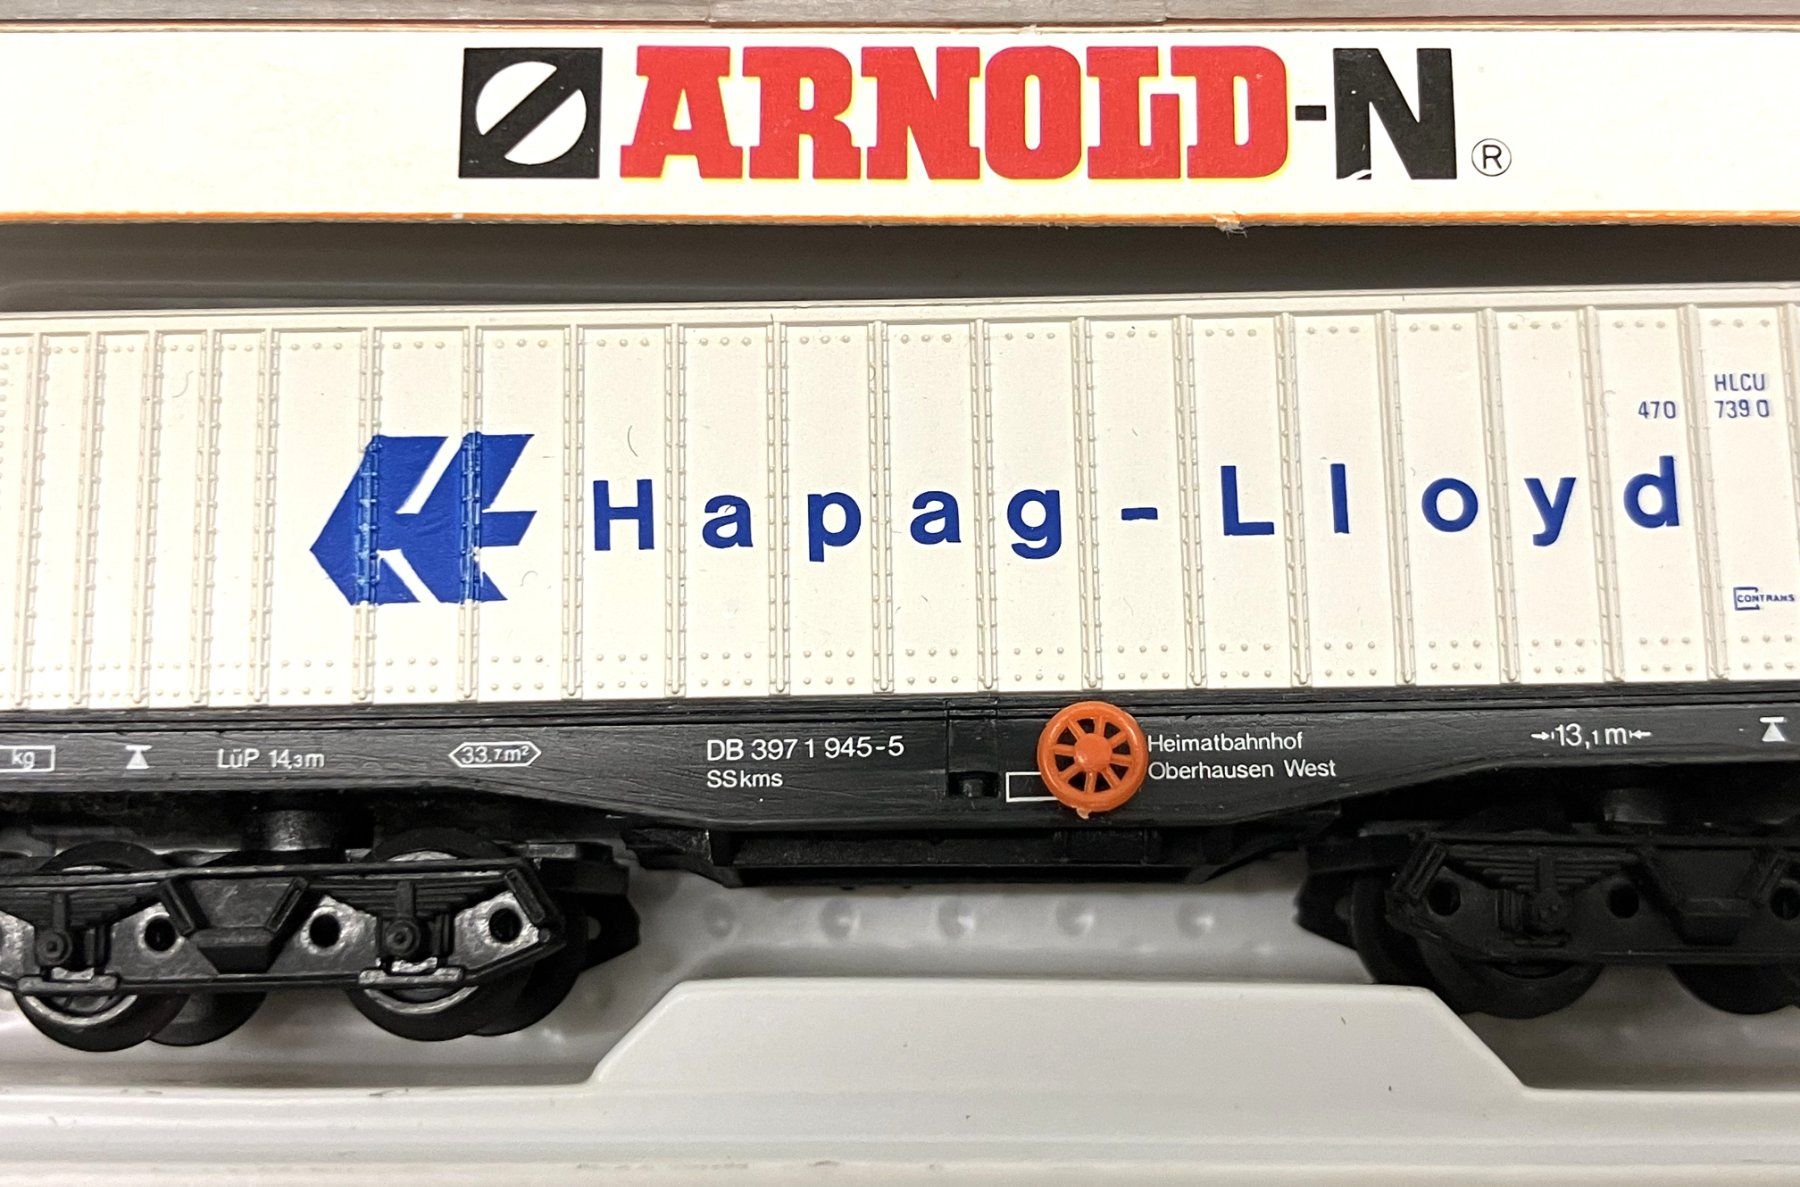 ARNOLD-N®
HLCU
470 739 0
Hapag-Lloyd
CONTRANS
kg
LüP 14,3m
33.7m²
DB 397 1 945-5
SSkms
Heimatbahnhof
Oberhausen West
13,1m